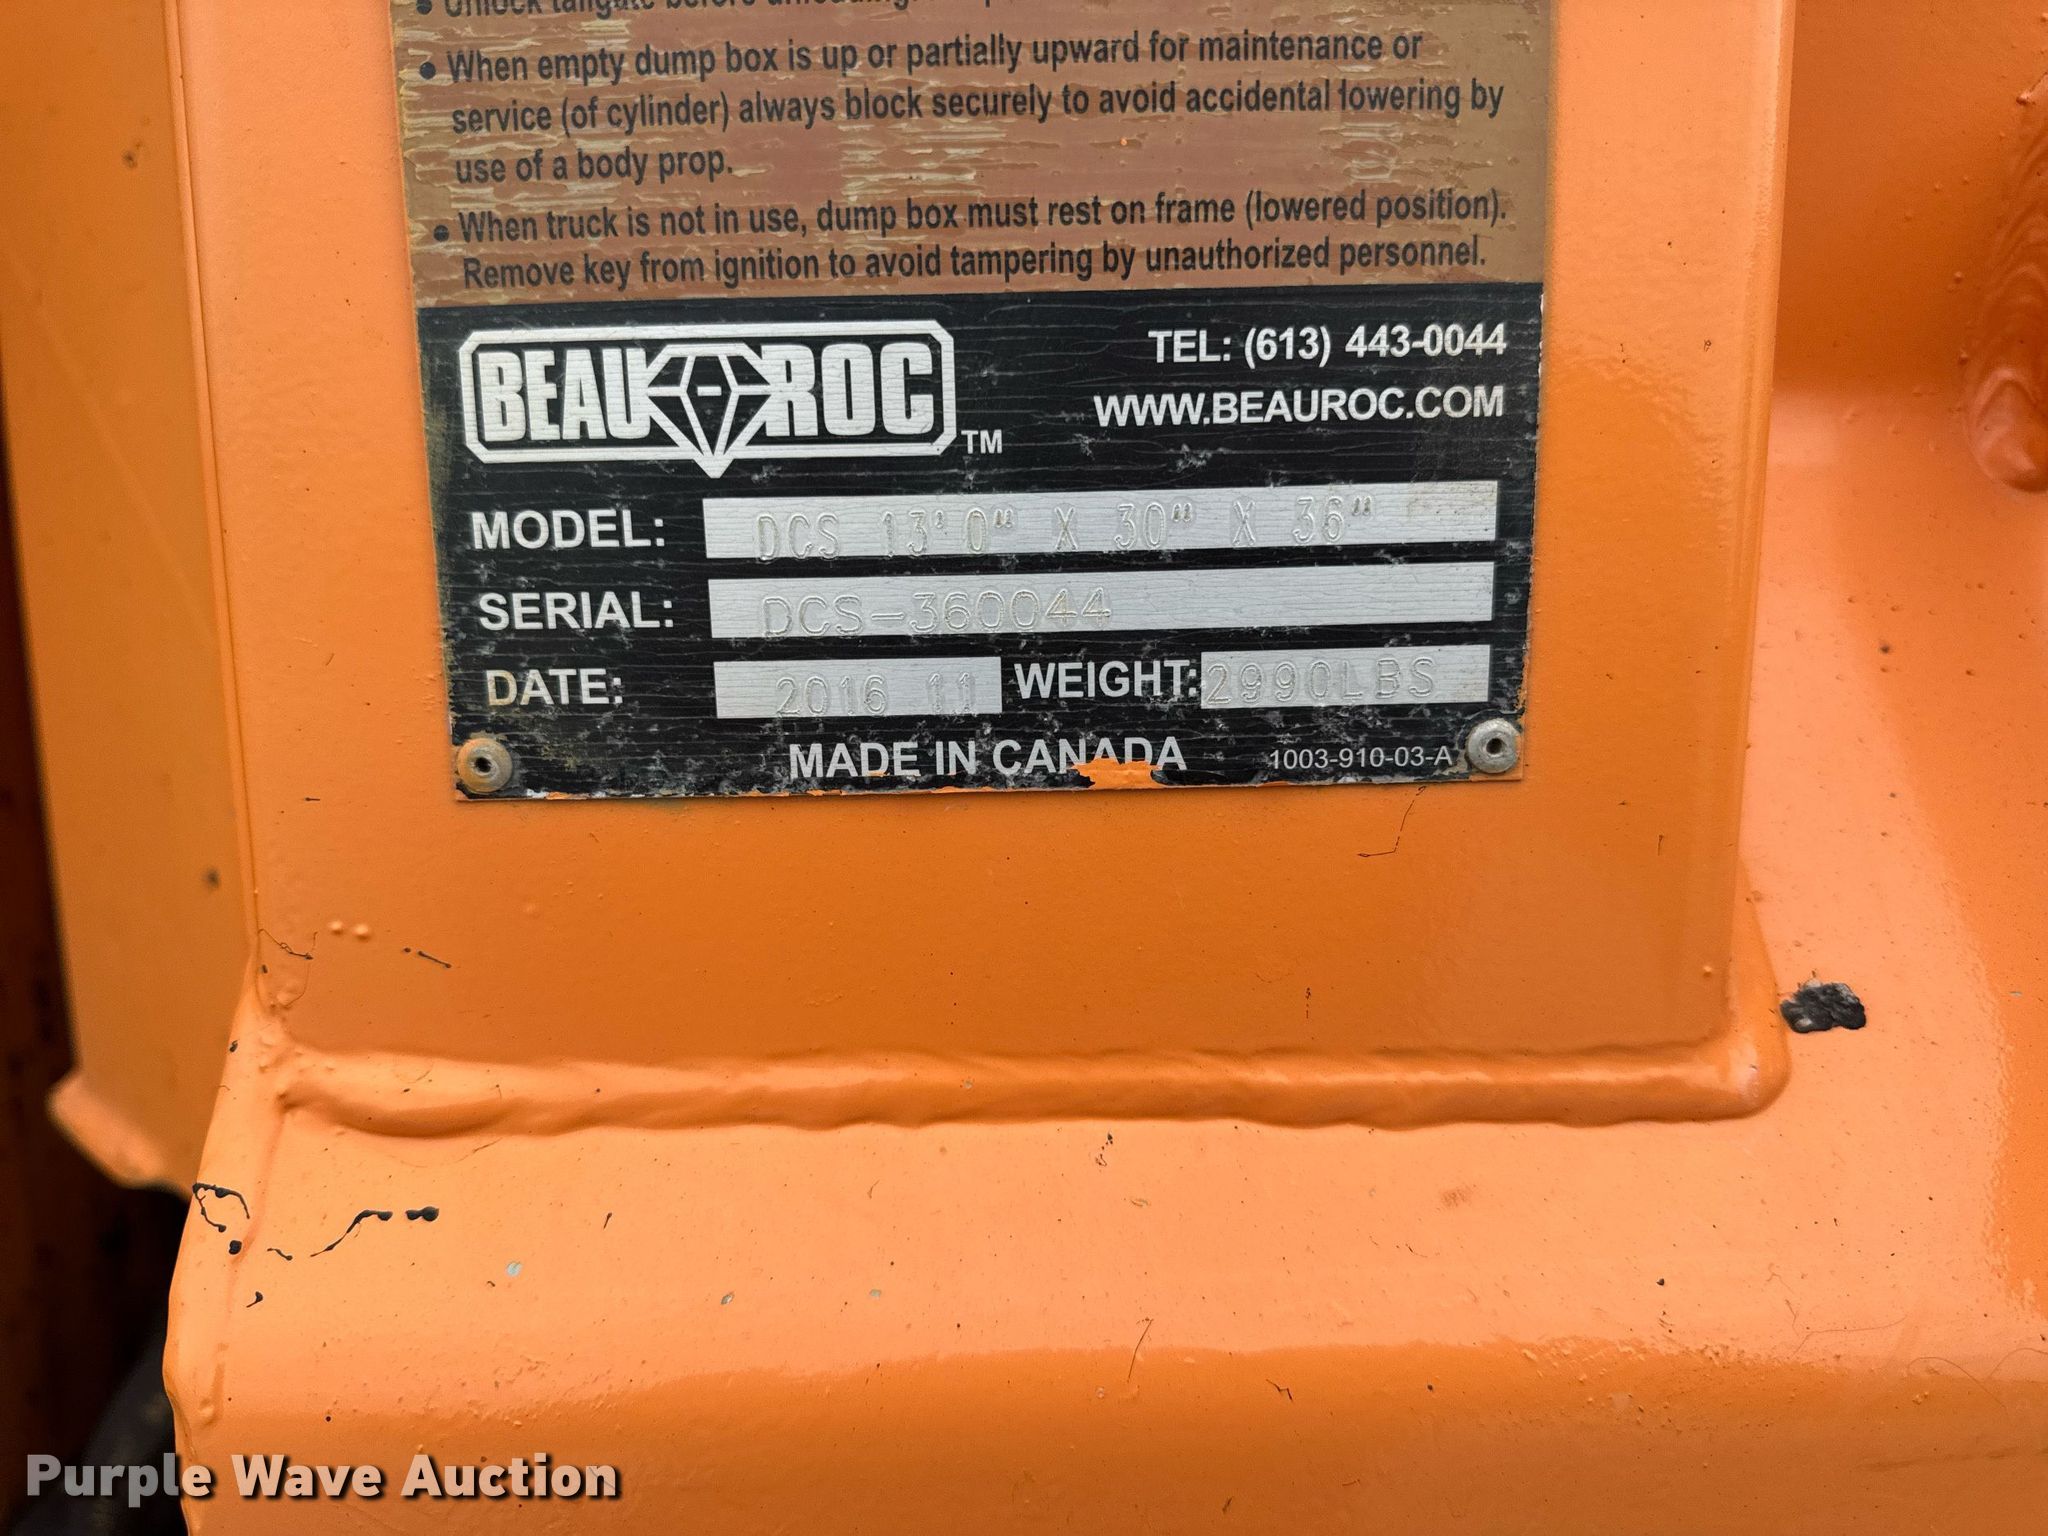 • Unlock tailgate before unloading.
• When empty dump box is up or partially upward for maintenance or
service (of cylinder) always block securely to avoid accidental lowering by
use of a body prop.
• When truck is not in use, dump box must rest on frame (lowered position).
Remove key from ignition to avoid tampering by unauthorized personnel.
BEAU-ROC TM
TEL: (613) 443-0044
WWW.BEAUROC.COM
MODEL: DCS 13'0" X 30" X 36"
SERIAL: DCS-360044
DATE: 2016 11 WEIGHT: 2990LBS
MADE IN CANADA 1003-910-03-A
Purple Wave Auction